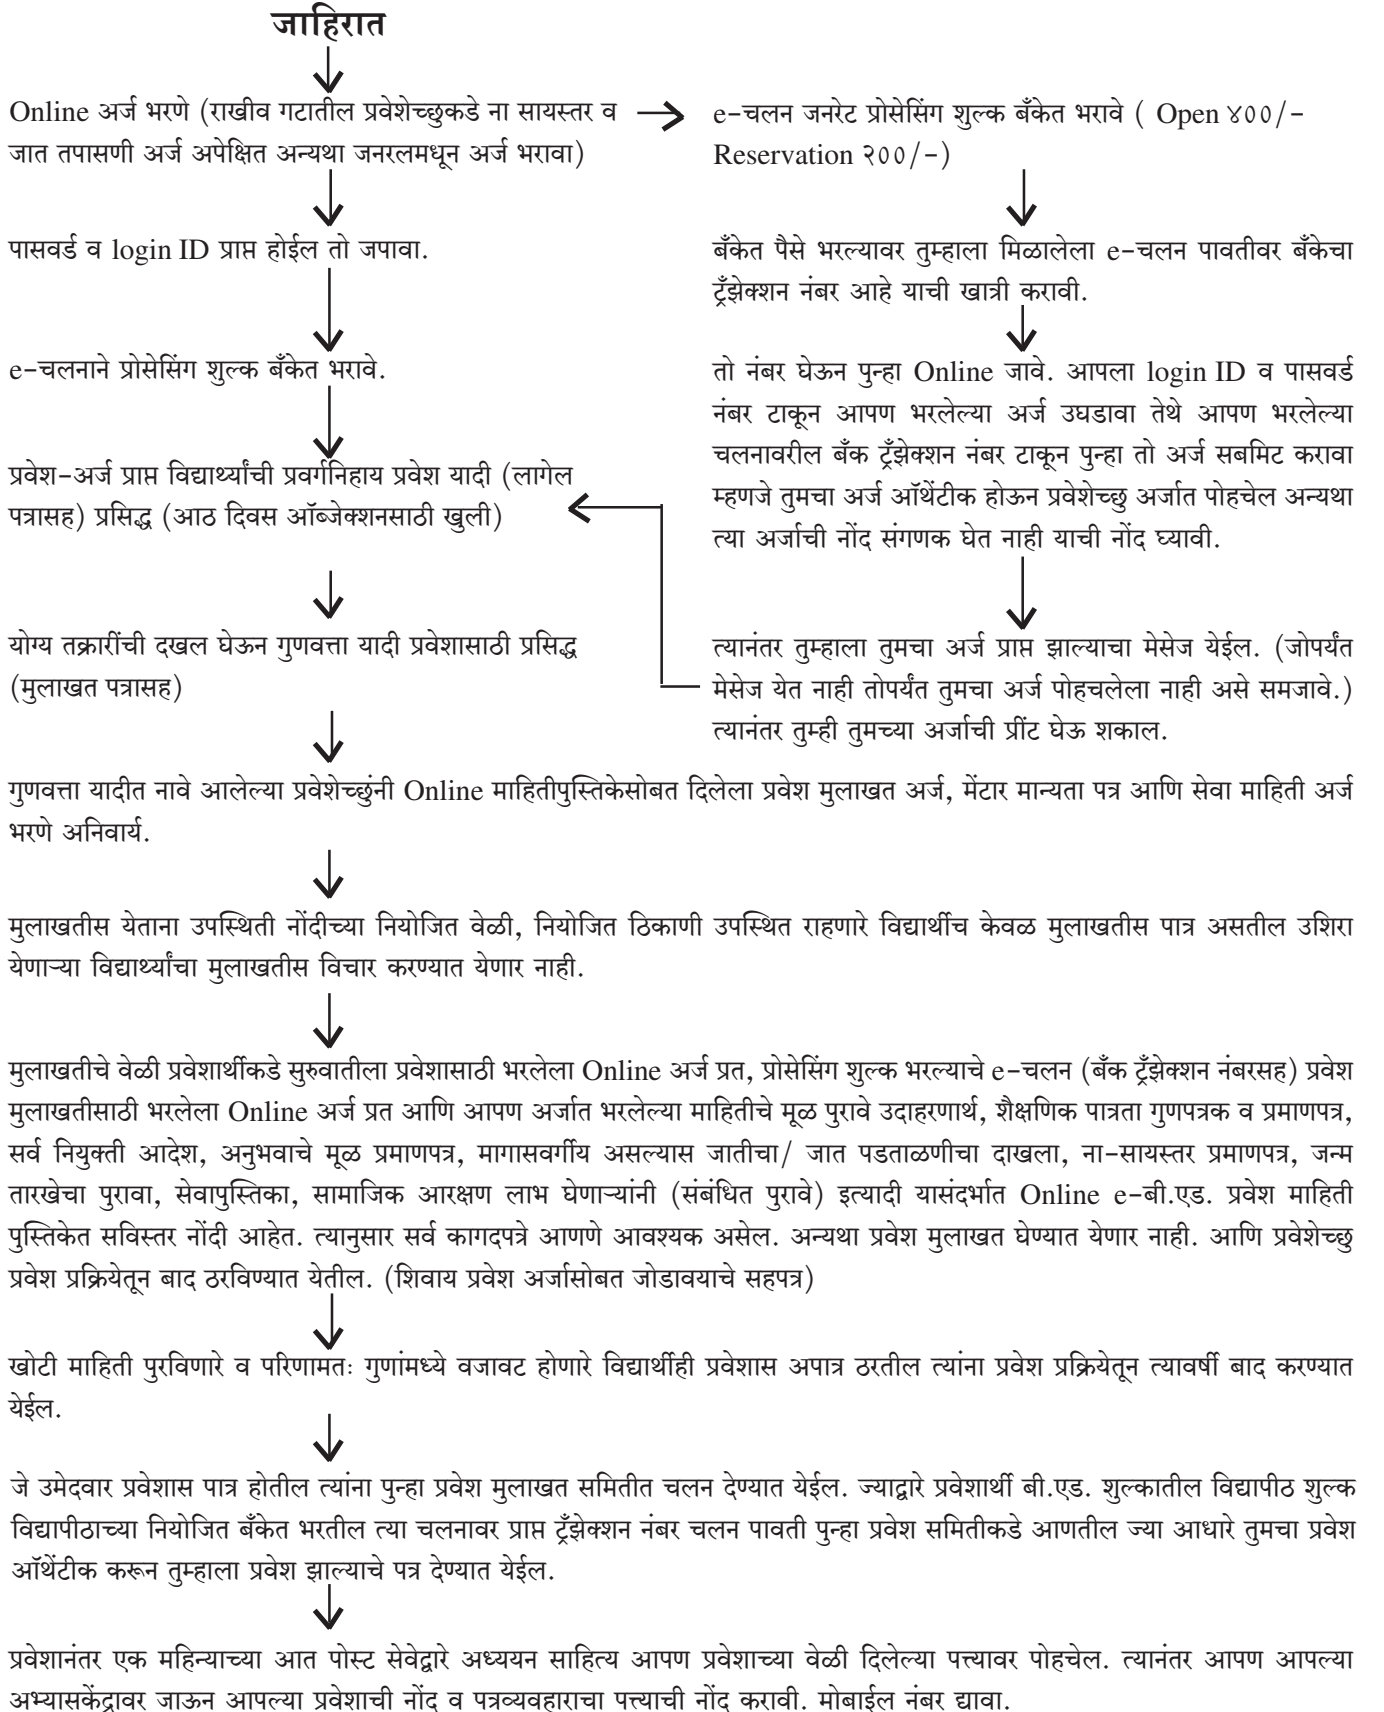 जाहिरात
Online अर्ज भरणे (राखीव गटातील प्रवेशेच्छुकडे ना सायस्तर व
जात तपासणी अर्ज अपेक्षित अन्यथा जनरलमधून अर्ज भरावा)
पासवर्ड व login ID प्राप्त होईल तो जपावा.
e-चलनाने प्रोसेसिंग शुल्क बँकेत भरावे.
e-चलन जनरेट प्रोसेसिंग शुल्क बँकेत भरावे ( Open ४००/-
Reservation २००/-)
बँकेत पैसे भरल्यावर तुम्हाला मिळालेला e-चलन पावतीवर बँकेचा
ट्रँझेक्शन नंबर आहे याची खात्री करावी.
तो नंबर घेऊन पुन्हा Online जावे. आपला login ID व पासवर्ड
नंबर टाकून आपण भरलेल्या अर्ज उघडावा तेथे आपण भरलेल्या
चलनावरील बँक ट्रँझेक्शन नंबर टाकून पुन्हा तो अर्ज सबमिट करावा
म्हणजे तुमचा अर्ज ऑथेंटीक होऊन प्रवेशेच्छु अर्जात पोहचेल अन्यथा
त्या अर्जाची नोंद संगणक घेत नाही याची नोंद घ्यावी.
त्यानंतर तुम्हाला तुमचा अर्ज प्राप्त झाल्याचा मेसेज येईल. (जोपर्यंत
मेसेज येत नाही तोपर्यंत तुमचा अर्ज पोहचलेला नाही असे समजावे.)
त्यानंतर तुम्ही तुमच्या अर्जाची प्रींट घेऊ शकाल.
प्रवेश-अर्ज प्राप्त विद्यार्थ्यांची प्रवर्गनिहाय प्रवेश यादी (लागेल
पत्रासह) प्रसिद्ध (आठ दिवस ऑब्जेक्शनसाठी खुली)
योग्य तक्रारींची दखल घेऊन गुणवत्ता यादी प्रवेशासाठी प्रसिद्ध
(मुलाखत पत्रासह)
गुणवत्ता यादीत नावे आलेल्या प्रवेशेच्छुंनी Online माहितीपुस्तिकेसोबत दिलेला प्रवेश मुलाखत अर्ज, मेंटार मान्यता पत्र आणि सेवा माहिती अर्ज
भरणे अनिवार्य.
मुलाखतीस येताना उपस्थिती नोंदीच्या नियोजित वेळी, नियोजित ठिकाणी उपस्थित राहणारे विद्यार्थीच केवळ मुलाखतीस पात्र असतील उशिरा
येणाऱ्या विद्यार्थ्यांचा मुलाखतीस विचार करण्यात येणार नाही.
मुलाखतीचे वेळी प्रवेशार्थीकडे सुरुवातीला प्रवेशासाठी भरलेला Online अर्ज प्रत, प्रोसेसिंग शुल्क भरल्याचे e-चलन (बँक ट्रँझेक्शन नंबरसह) प्रवेश
मुलाखतीसाठी भरलेला Online अर्ज प्रत आणि आपण अर्जात भरलेल्या माहितीचे मूळ पुरावे उदाहरणार्थ, शैक्षणिक पात्रता गुणपत्रक व प्रमाणपत्र,
सर्व नियुक्ती आदेश, अनुभवाचे मूळ प्रमाणपत्र, मागासवर्गीय असल्यास जातीचा/ जात पडताळणीचा दाखला, ना-सायस्तर प्रमाणपत्र, जन्म
तारखेचा पुरावा, सेवापुस्तिका, सामाजिक आरक्षण लाभ घेणाऱ्यांनी (संबंधित पुरावे) इत्यादी यासंदर्भात Online e-बी.एड. प्रवेश माहिती
पुस्तिकेत सविस्तर नोंदी आहेत. त्यानुसार सर्व कागदपत्रे आणणे आवश्यक असेल. अन्यथा प्रवेश मुलाखत घेण्यात येणार नाही. आणि प्रवेशेच्छु
प्रवेश प्रक्रियेतून बाद ठरविण्यात येतील. (शिवाय प्रवेश अर्जासोबत जोडावयाचे सहपत्र)
खोटी माहिती पुरविणारे व परिणामतः गुणांमध्ये वजावट होणारे विद्यार्थीही प्रवेशास अपात्र ठरतील त्यांना प्रवेश प्रक्रियेतून त्यावर्षी बाद करण्यात
येईल.
जे उमेदवार प्रवेशास पात्र होतील त्यांना पुन्हा प्रवेश मुलाखत समितीत चलन देण्यात येईल. ज्याद्वारे प्रवेशार्थी बी.एड. शुल्कातील विद्यापीठ शुल्क
विद्यापीठाच्या नियोजित बँकेत भरतील त्या चलनावर प्राप्त ट्रँझेक्शन नंबर चलन पावती पुन्हा प्रवेश समितीकडे आणतील ज्या आधारे तुमचा प्रवेश
ऑथेंटीक करून तुम्हाला प्रवेश झाल्याचे पत्र देण्यात येईल.
प्रवेशानंतर एक महिन्याच्या आत पोस्ट सेवेद्वारे अध्ययन साहित्य आपण प्रवेशाच्या वेळी दिलेल्या पत्त्यावर पोहचेल. त्यानंतर आपण आपल्या
अभ्यासकेंद्रावर जाऊन आपल्या प्रवेशाची नोंद व पत्रव्यवहाराचा पत्त्याची नोंद करावी. मोबाईल नंबर द्यावा.